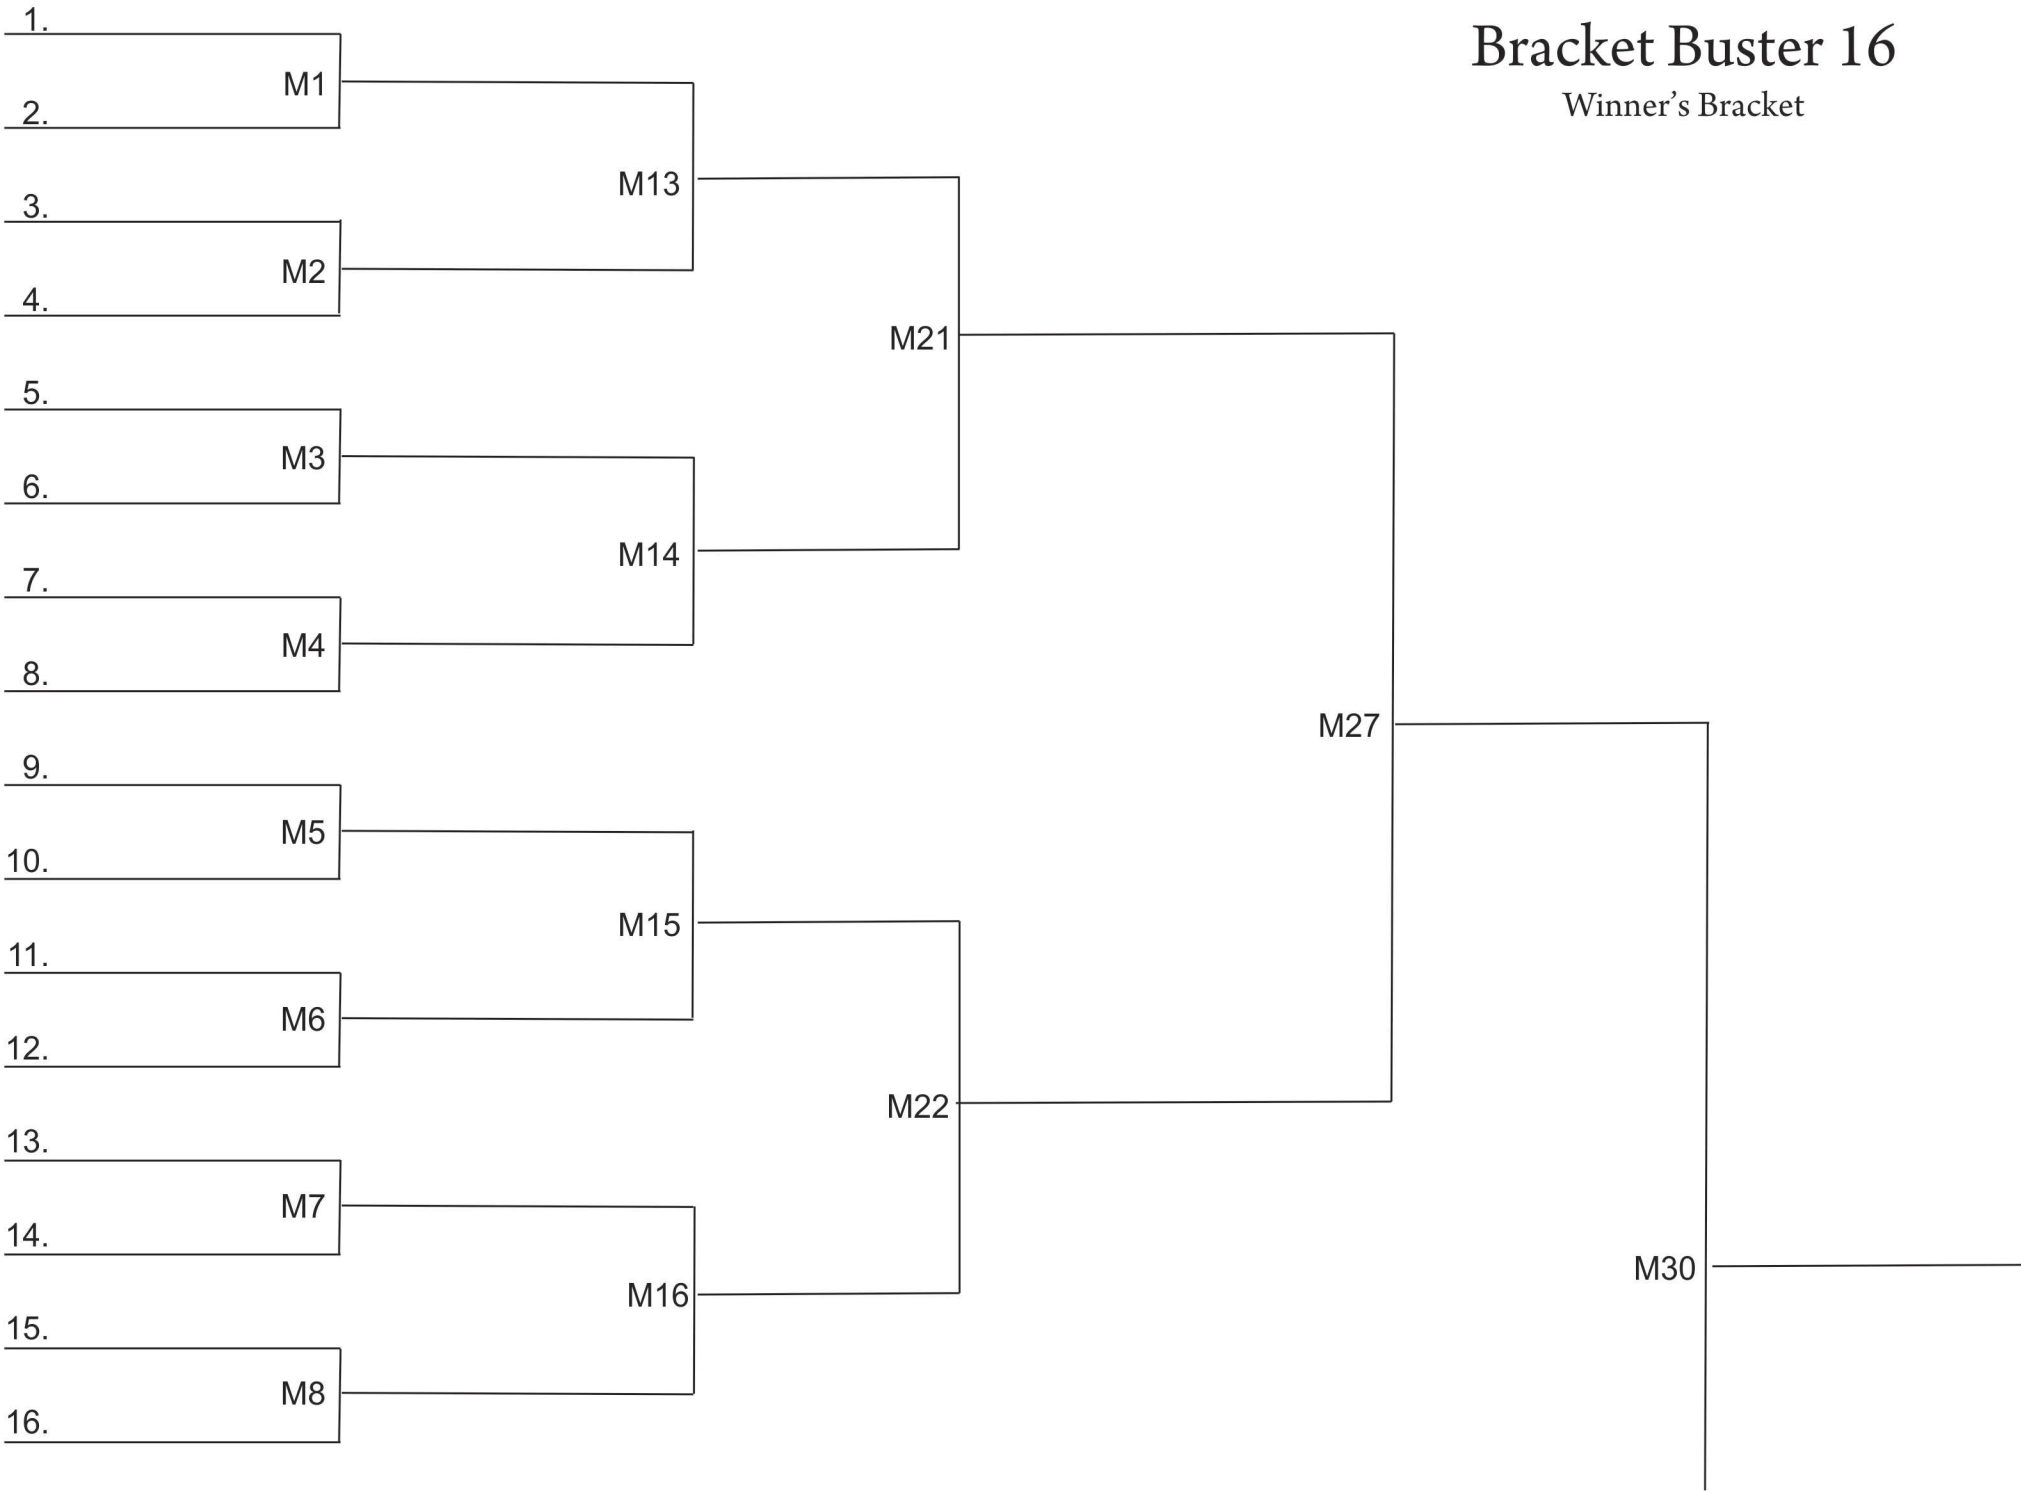 Bracket Buster 16
Winner's Bracket
1.
M1
2.
M13
3.
M2
4.
M21
5.
M3
6.
M14
7.
M4
8.
M27
9.
M5
10.
M15
11.
M6
12.
M22
13.
M7
14.
M30
M16
15.
M8
16.